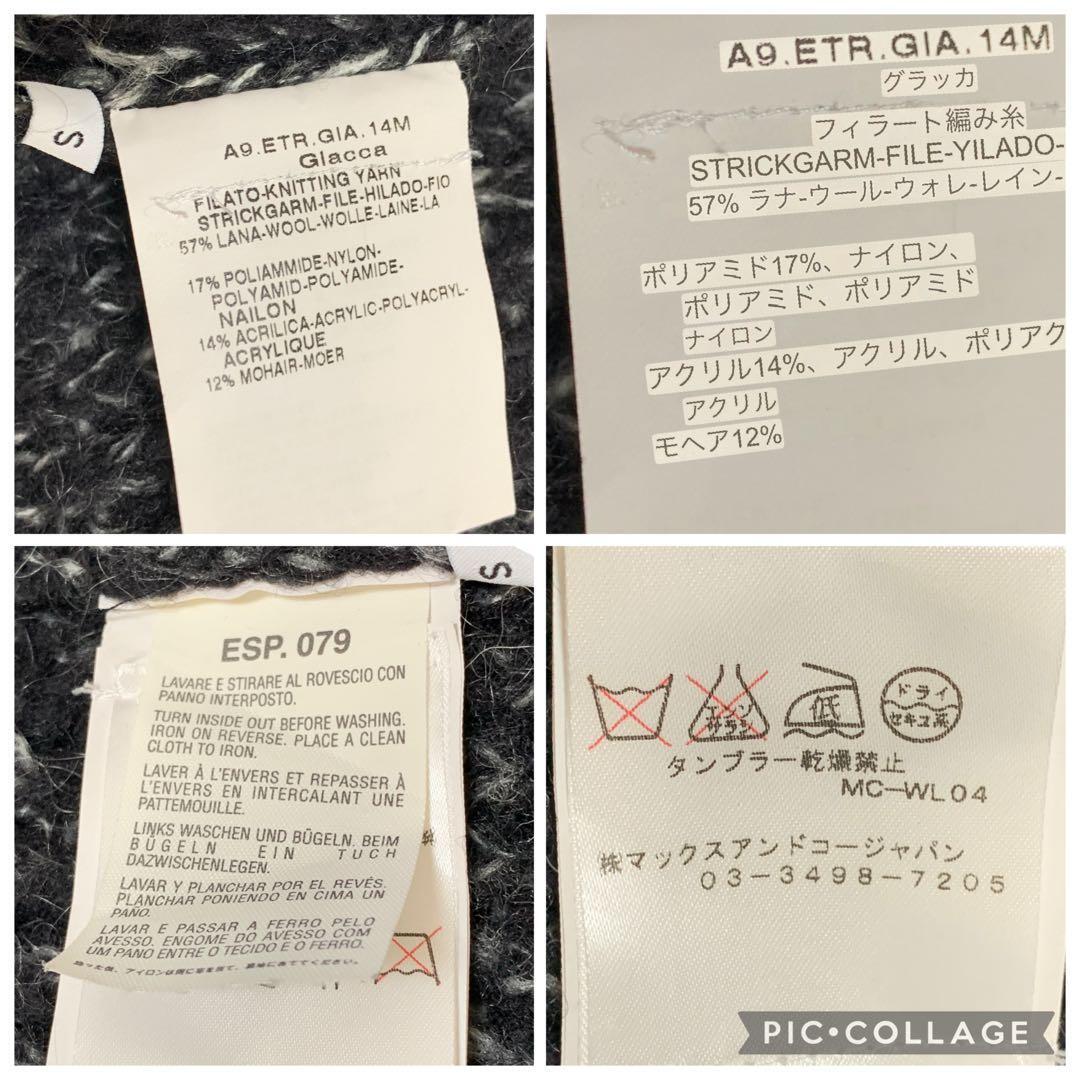 S
A9.ETR.GIA.14M
Giacca
FILATO-KNITTING YARN
STRICKGARM-FILE-HILADO-FIO
57% LANA-WOOL-WOLLE-LAINE-LA
17% POLIAMMIDE-NYLON-
POLYAMID-POLYAMIDE-
NAILON
14% ACRILICA-ACRYLIC-POLYACRYL-
ACRYLIQUE
12% MOHAIR-MOER
A9.ETR.GIA.14M
グラッカ
フィラート編み糸
STRICKGARM-FILE-YILADO-
57% ラナ-ウール-ウォレ-レイン-
ポリアミド17%、ナイロン、
ポリアミド、ポリアミド
ナイロン
アクリル14%、アクリル、ポリアク
アクリル
モヘア12%
S
ESP. 079
LAVARE E STIRARE AL ROVESCIO CON
PANNO INTERPOSTO.
TURN INSIDE OUT BEFORE WASHING.
IRON ON REVERSE. PLACE A CLEAN
CLOTH TO IRON.
LAVER À L'ENVERS ET REPASSER À
L'ENVERS EN INTERCALANT UNE
PATTEMOUILLE.
LINKS WASCHEN UND BÜGELN. BEIM
BÜGELN EIN TUCH
DAZWISCHENLEGEN.
LAVAR Y PLANCHAR POR EL REVÉS.
PLANCHAR PONIENDO EN CIMA UN
PAÑO.
LAVAR E PASSAR A FERRO PELO
AVESSO. ENGOME DO AVESSO COM
UM PANO ENTRE O TECIDO E O FERRO.
エンソ
サラシ
低
ドライ
セキユ系
タンブラー乾燥禁止
MC-WL04
㈱マックスアンドコージャパン
03-3498-7205
PIC•COLLAGE